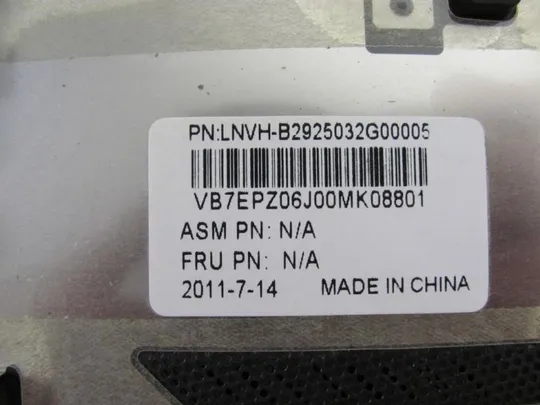 PN:LNVH-B2925032G00005
VB7EPZ06J00MK08801
ASM PN: N/A
FRU PN: N/A
2011-7-14 MADE IN CHINA